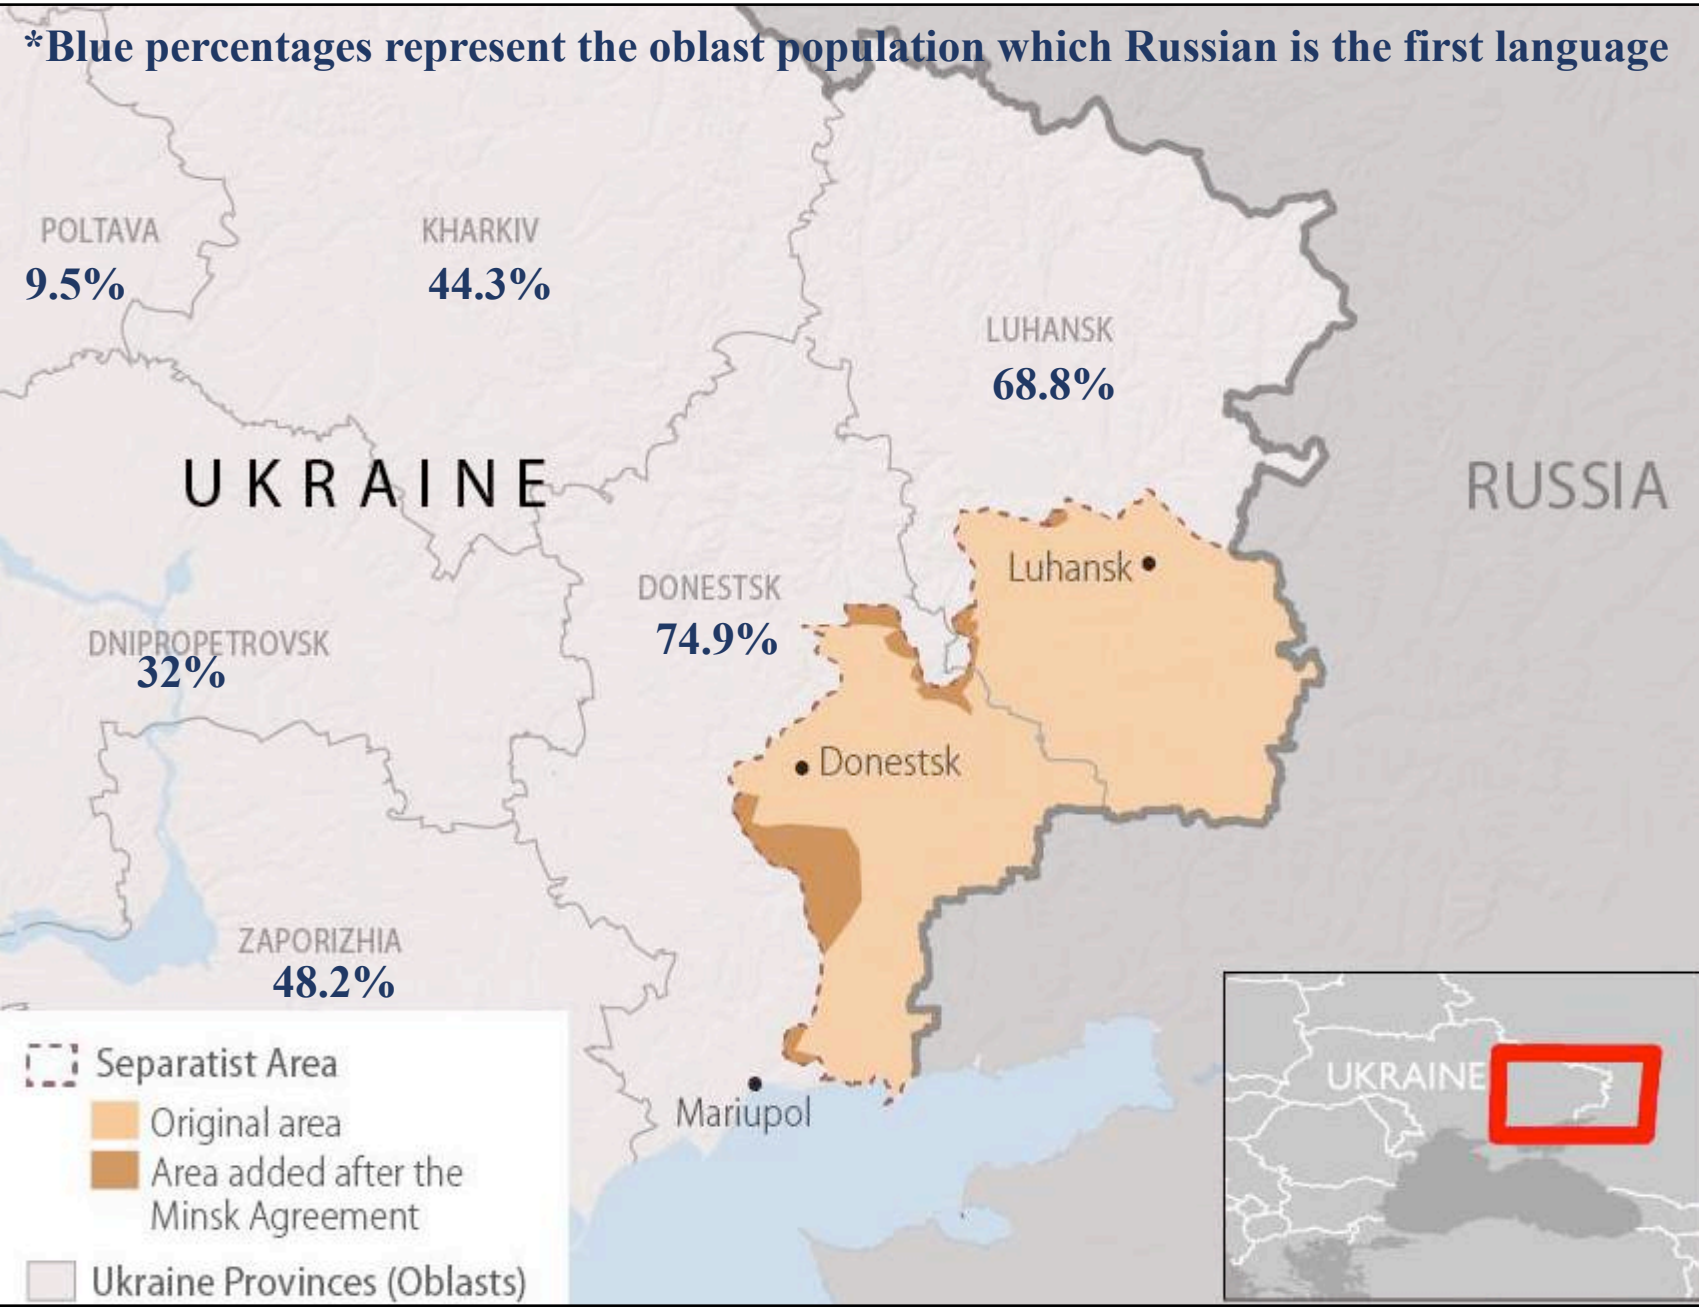 *Blue percentages represent the oblast population which Russian is the first language
POLTAVA
9.5%
KHARKIV
44.3%
LUHANSK
68.8%
UKRAINE
RUSSIA
Luhansk
DONESTSK
74.9%
DNIPROPETROVSK
32%
Donestsk
ZAPORIZHIA
48.2%
Mariupol
Separatist Area
Original area
Area added after the
Minsk Agreement
Ukraine Provinces (Oblasts)
UKRAINE